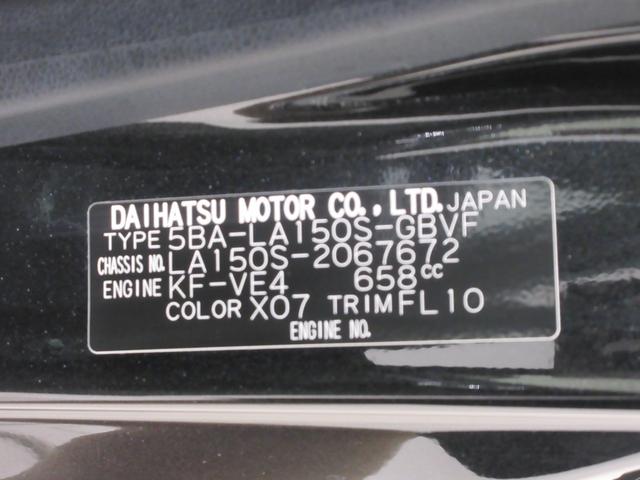 DAIHATSU MOTOR CO., LTD. JAPAN
TYPE 5BA-LA150S-GBVF
CHASSIS NO. LA150S-2067672
ENGINE KF-VE4 658cc
COLOR X07 TRIM FL10
ENGINE NO.